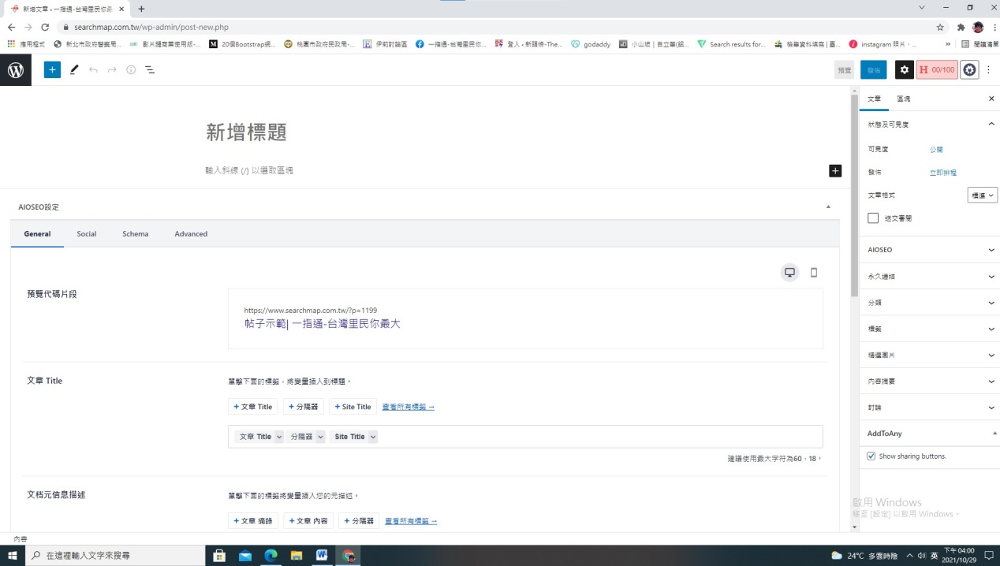 新增文章 ‹ 一指通-台灣里民你最
searchmap.com.tw/wp-admin/post-new.php
應用程式
新北市政府警察局...
影片鏈商業使用版-...
20個Bootstrap網...
桃園市政府民政局-...
伊莉討論區
一指通-台灣里民你...
登入 ‹ 新頭條-The...
godaddy
小山坡 | 自立華(銘...
Search results for...
檢舉資料填寫 | 臺...
instagram 照片、...
»
閱讀清單
預覽
發佈
H 00/100
新增標題
輸入斜線 (/) 以選取區塊
文章
區塊
狀態及可見度
可見度
公開
發佈
立即排程
文章格式
標準
送交審閱
AIOSEO
永久連結
分類
標籤
精選圖片
內容摘要
討論
AddToAny
Show sharing buttons.
AIOSEO設定
General
Social
Schema
Advanced
預覽代碼片段
https://www.searchmap.com.tw/?p=1199
帖子示範| 一指通-台灣里民你最大
文章 Title
單擊下面的標籤，將變量插入到標題。
+ 文章 Title
+ 分隔器
+ Site Title
查看所有標籤 →
文章 Title
分隔器
Site Title
建議使用最大字符為60，18。
文档元信息描述
單擊下面的標籤將變量插入您的元描述。
+ 文章 摘錄
+ 文章 內容
+ 分隔器
查看所有標籤 →
啟用 Windows
移至 [設定] 以啟用 Windows。
內容
在這裡輸入文字來搜尋
24°C 多雲時陰
英
下午 04:00
2021/10/29